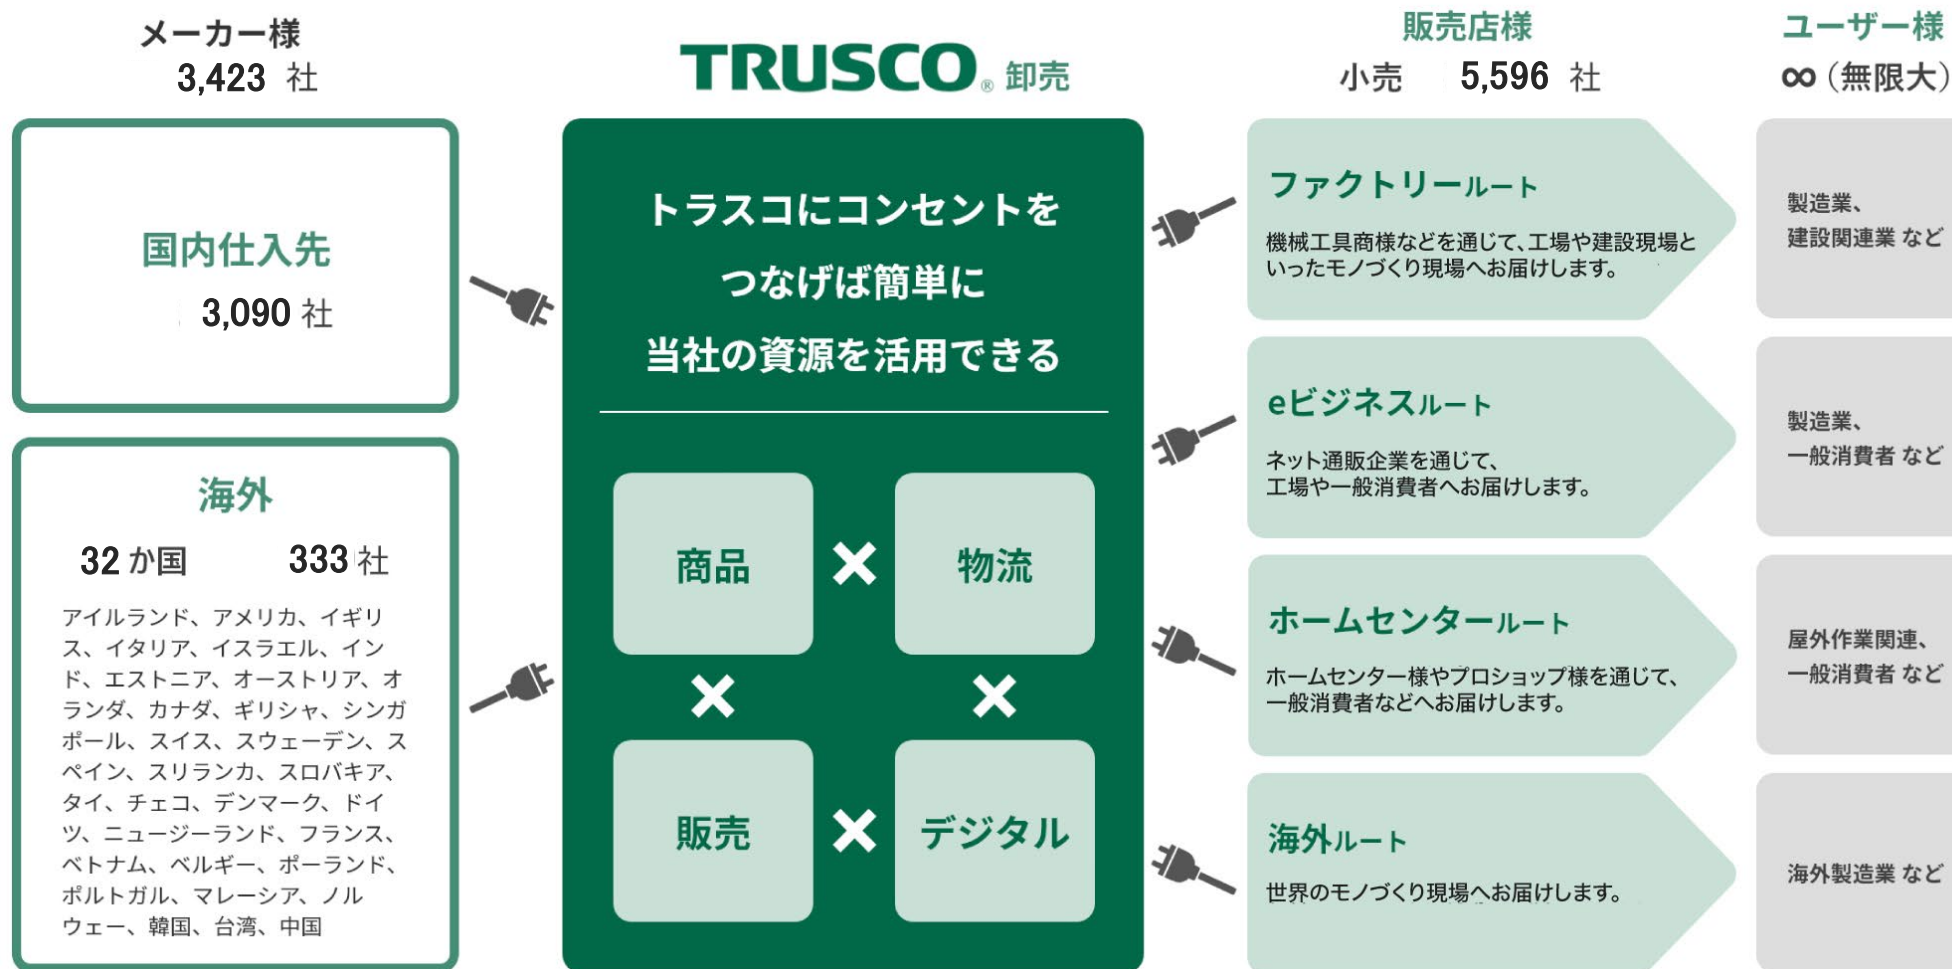 メーカー様
3,423 社
国内仕入先
3,090 社
海外
32 か国 333 社
アイルランド、アメリカ、イギリ
ス、イタリア、イスラエル、イン
ド、エストニア、オーストリア、オ
ランダ、カナダ、ギリシャ、シンガ
ポール、スイス、スウェーデン、ス
ペイン、スリランカ、スロバキア、
タイ、チェコ、デンマーク、ドイ
ツ、ニュージーランド、フランス、
ベトナム、ベルギー、ポーランド、
ポルトガル、マレーシア、ノル
ウェー、韓国、台湾、中国
TRUSCO® 卸売
トラスコにコンセントを
つなげば簡単に
当社の資源を活用できる
商品 × 物流
× ×
販売 × デジタル
販売店様
小売 5,596 社
ファクトリールート
機械工具商様などを通じて、工場や建設現場と
いったモノづくり現場へお届けします。
eビジネスルート
ネット通販企業を通じて、
工場や一般消費者へお届けします。
ホームセンタールート
ホームセンター様やプロショップ様を通じて、
一般消費者などへお届けします。
海外ルート
世界のモノづくり現場へお届けします。
ユーザー様
∞（無限大）
製造業、
建設関連業 など
製造業、
一般消費者 など
屋外作業関連、
一般消費者 など
海外製造業 など